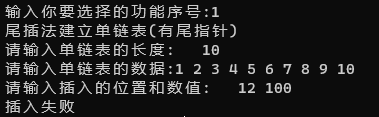 输入你要选择的功能序号:1
尾插法建立单链表(有尾指针)
请输入单链表的长度:   10
请输入单链表的数据:1 2 3 4 5 6 7 8 9 10
请输入插入的位置和数值:   12 100
插入失败